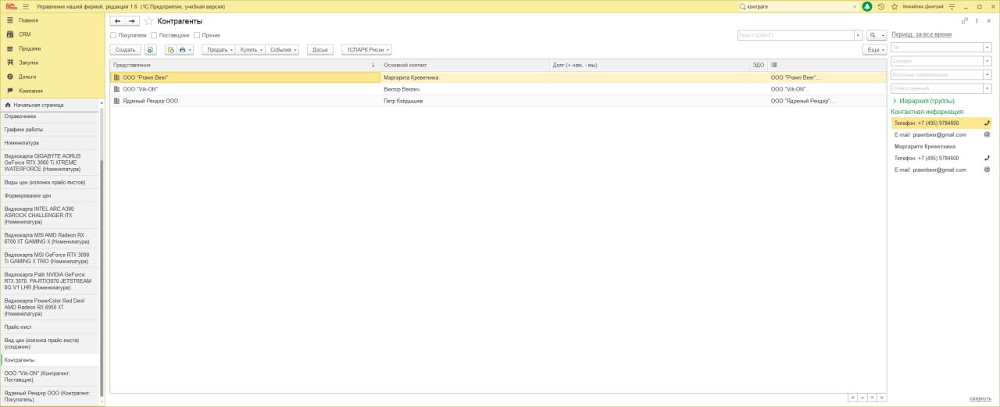 1С Управление нашей фирмой, редакция 1.6 (1С:Предприятие, учебная версия)
контраге
Михайлюк Дмитрий
Главное
CRM
Продажи
Закупки
Деньги
Компания
Начальная страница
Справочники
Графики работы
Номенклатура
Видеокарта GIGABYTE AORUS
GeForce RTX 3080 Ti XTREME
WATERFORCE (Номенклатура)
Виды цен (колонки прайс-листов)
Формирование цен
Видеокарта INTEL ARC A380
ASROCK CHALLENGER ITX
(Номенклатура)
Видеокарта MSI AMD Radeon RX
6700 XT GAMING X (Номенклатура)
Видеокарта MSI GeForce RTX 3090
Ti GAMING X TRIO (Номенклатура)
Видеокарта Palit NVIDIA GeForce
RTX 3070, PA-RTX3070 JETSTREAM
8G V1 LHR (Номенклатура)
Видеокарта PowerColor Red Devil
AMD Radeon RX 6950 XT
(Номенклатура)
Прайс-лист
Вид цен (колонка прайс-листа)
(создание)
Контрагенты
ООО "Vik-ON" (Контрагент:
Поставщик)
Ядреный Рендер ООО (Контрагент:
Покупатель)
Контрагенты
Покупатели Поставщики Прочие
Поиск (Ctrl+F)
Создать Продать Купить События Досье 1СПАРК Риски Еще
Представление Основной контакт Долг (+ нам, - мы) ЭДО
ООО "Prawn Beer" Маргарита Креветкина ООО "Prawn Beer"...
ООО "Vik-ON" Виктор Веклич ООО "Vik-ON"...
Ядреный Рендер ООО Петр Колдышев ООО "Ядреный Рендер"...
Период: за все время
Тег
Сегмент
Источник привлечения
Ответственный
Иерархия (группы)
Контактная информация
Телефон: +7 (495) 9784600
E-mail: prawnbeer@gmail.com
Маргарита Креветкина
Телефон: +7 (495) 9784600
E-mail: prawnbeer@gmail.com
свернуть